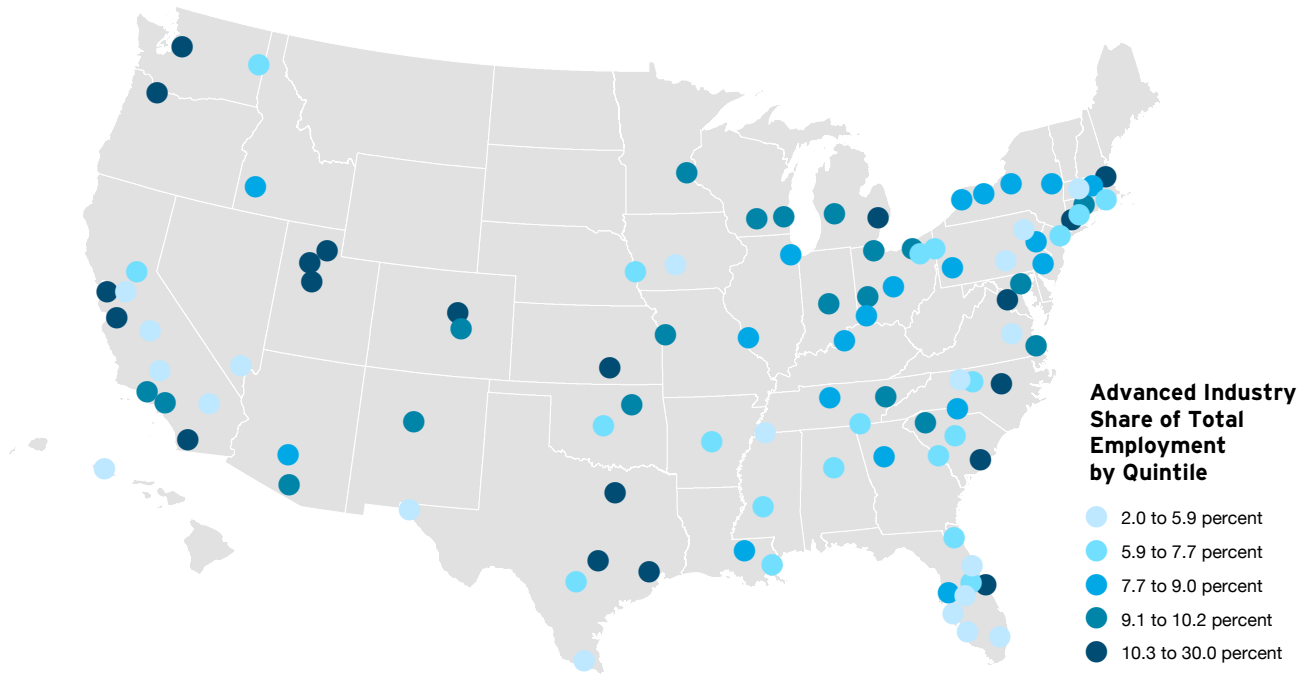 Advanced Industry
Share of Total
Employment
by Quintile
2.0 to 5.9 percent
5.9 to 7.7 percent
7.7 to 9.0 percent
9.1 to 10.2 percent
10.3 to 30.0 percent